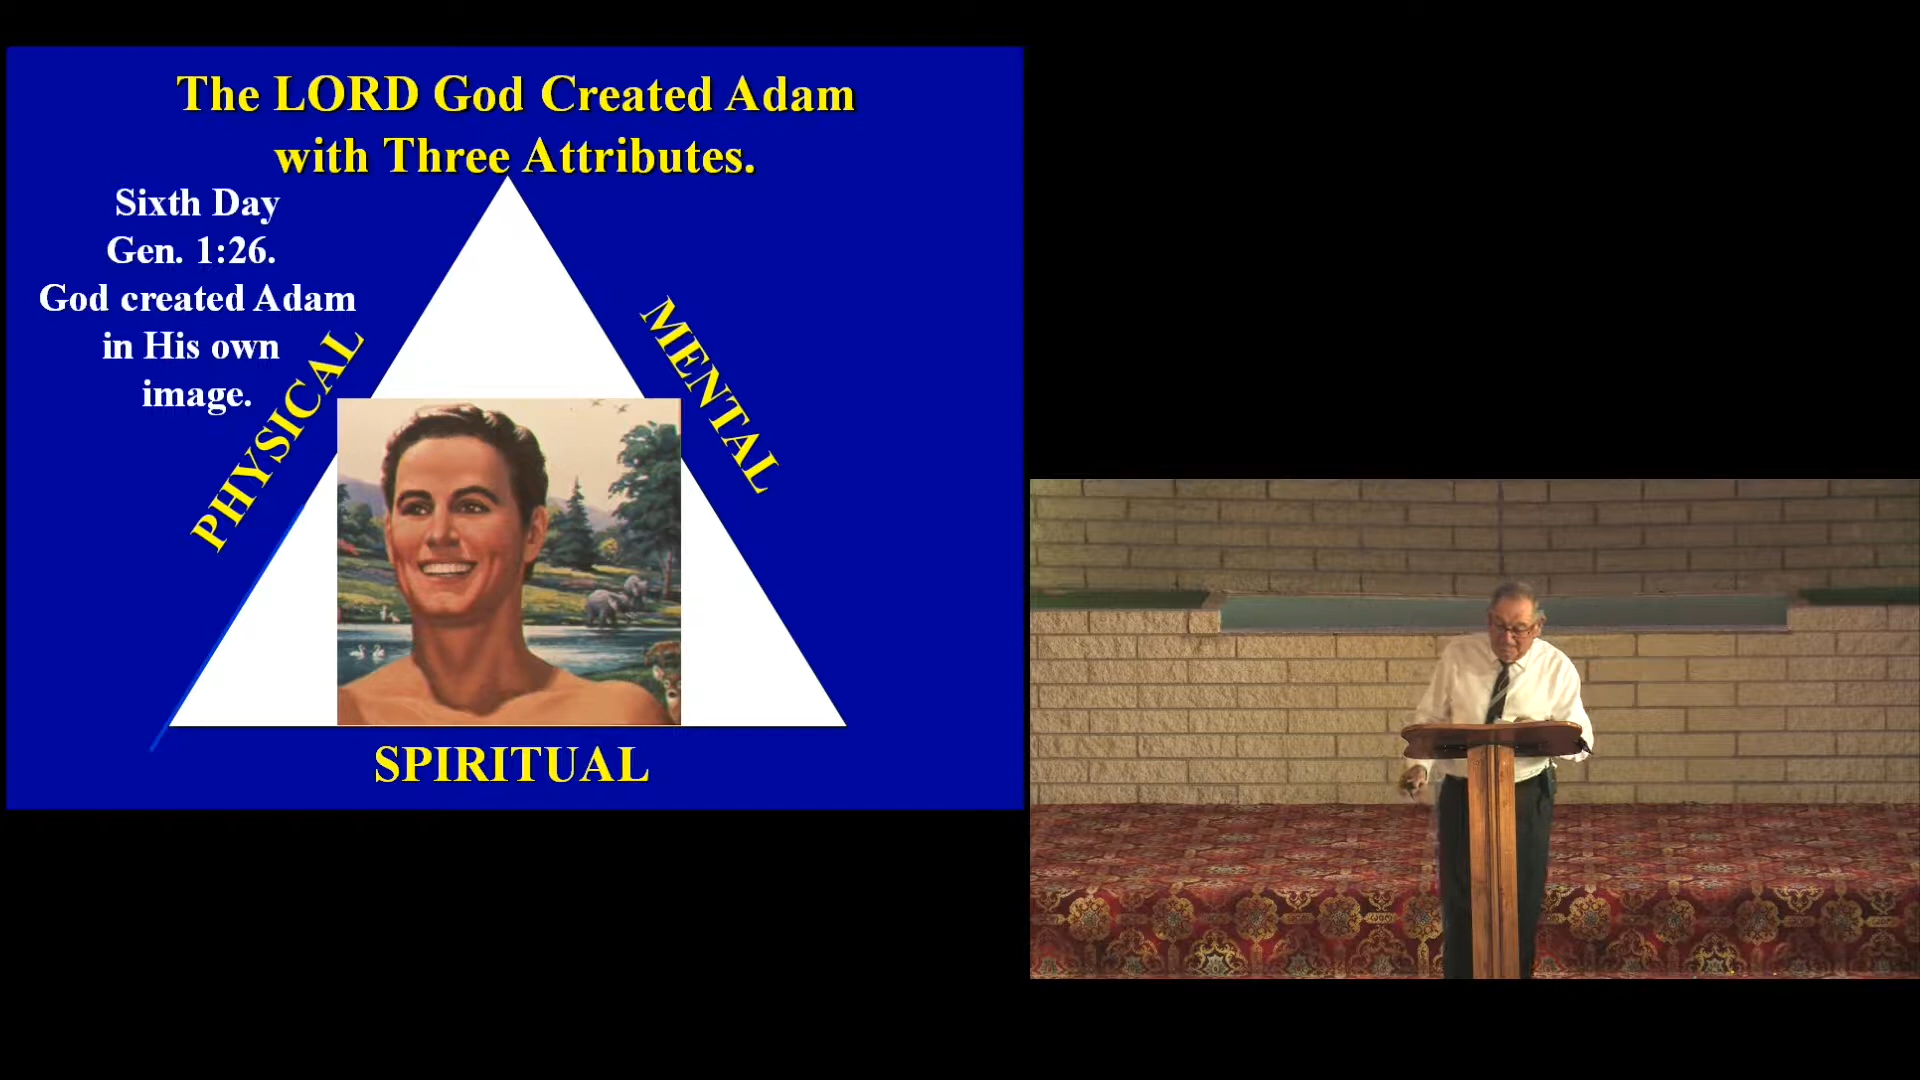 The LORD God Created Adam
with Three Attributes.
Sixth Day
Gen. 1:26.
God created Adam
in His own
image.
PHYSICAL
MENTAL
SPIRITUAL